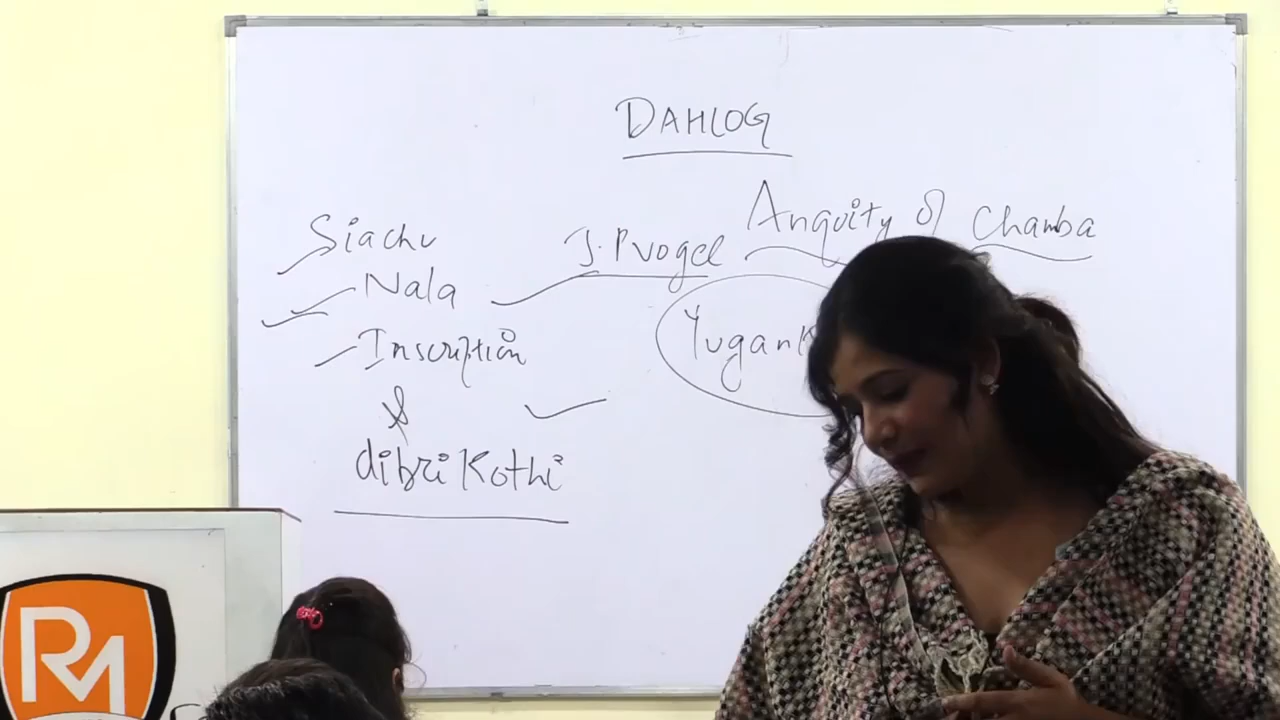 DAHLOG
Siachu
Nala
Inscription
&
dibri Kothi
J. P Vogel
Anquity of Chamba
RM